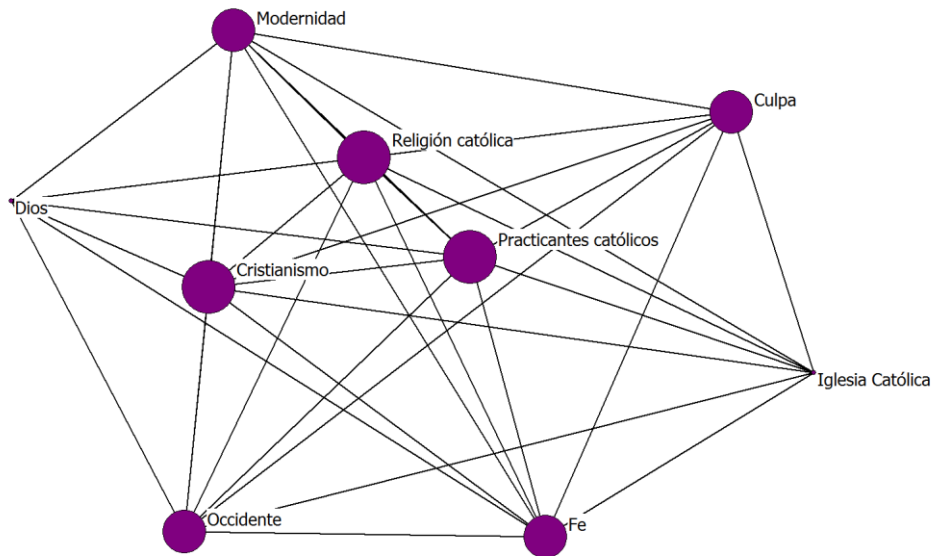 Modernidad
Culpa
Religión católica
Dios
Practicantes católicos
Cristianismo
Iglesia Católica
Occidente
Fe